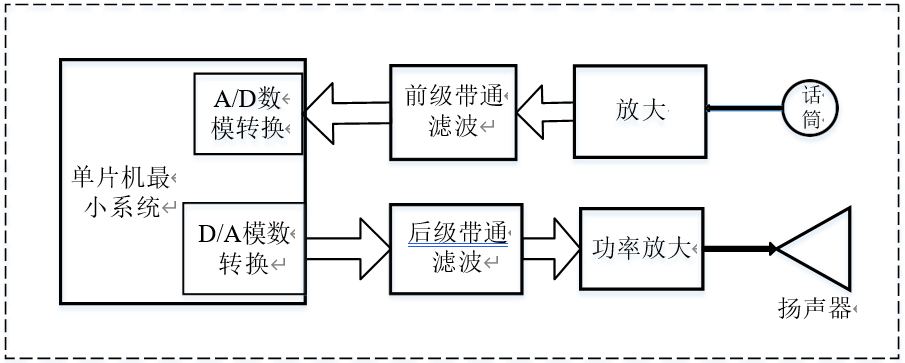 A/D数
模转换
前级带通
滤波
放大
话
筒
单片机最
小系统
D/A模数
转换
后级带通
滤波
功率放大
扬声器